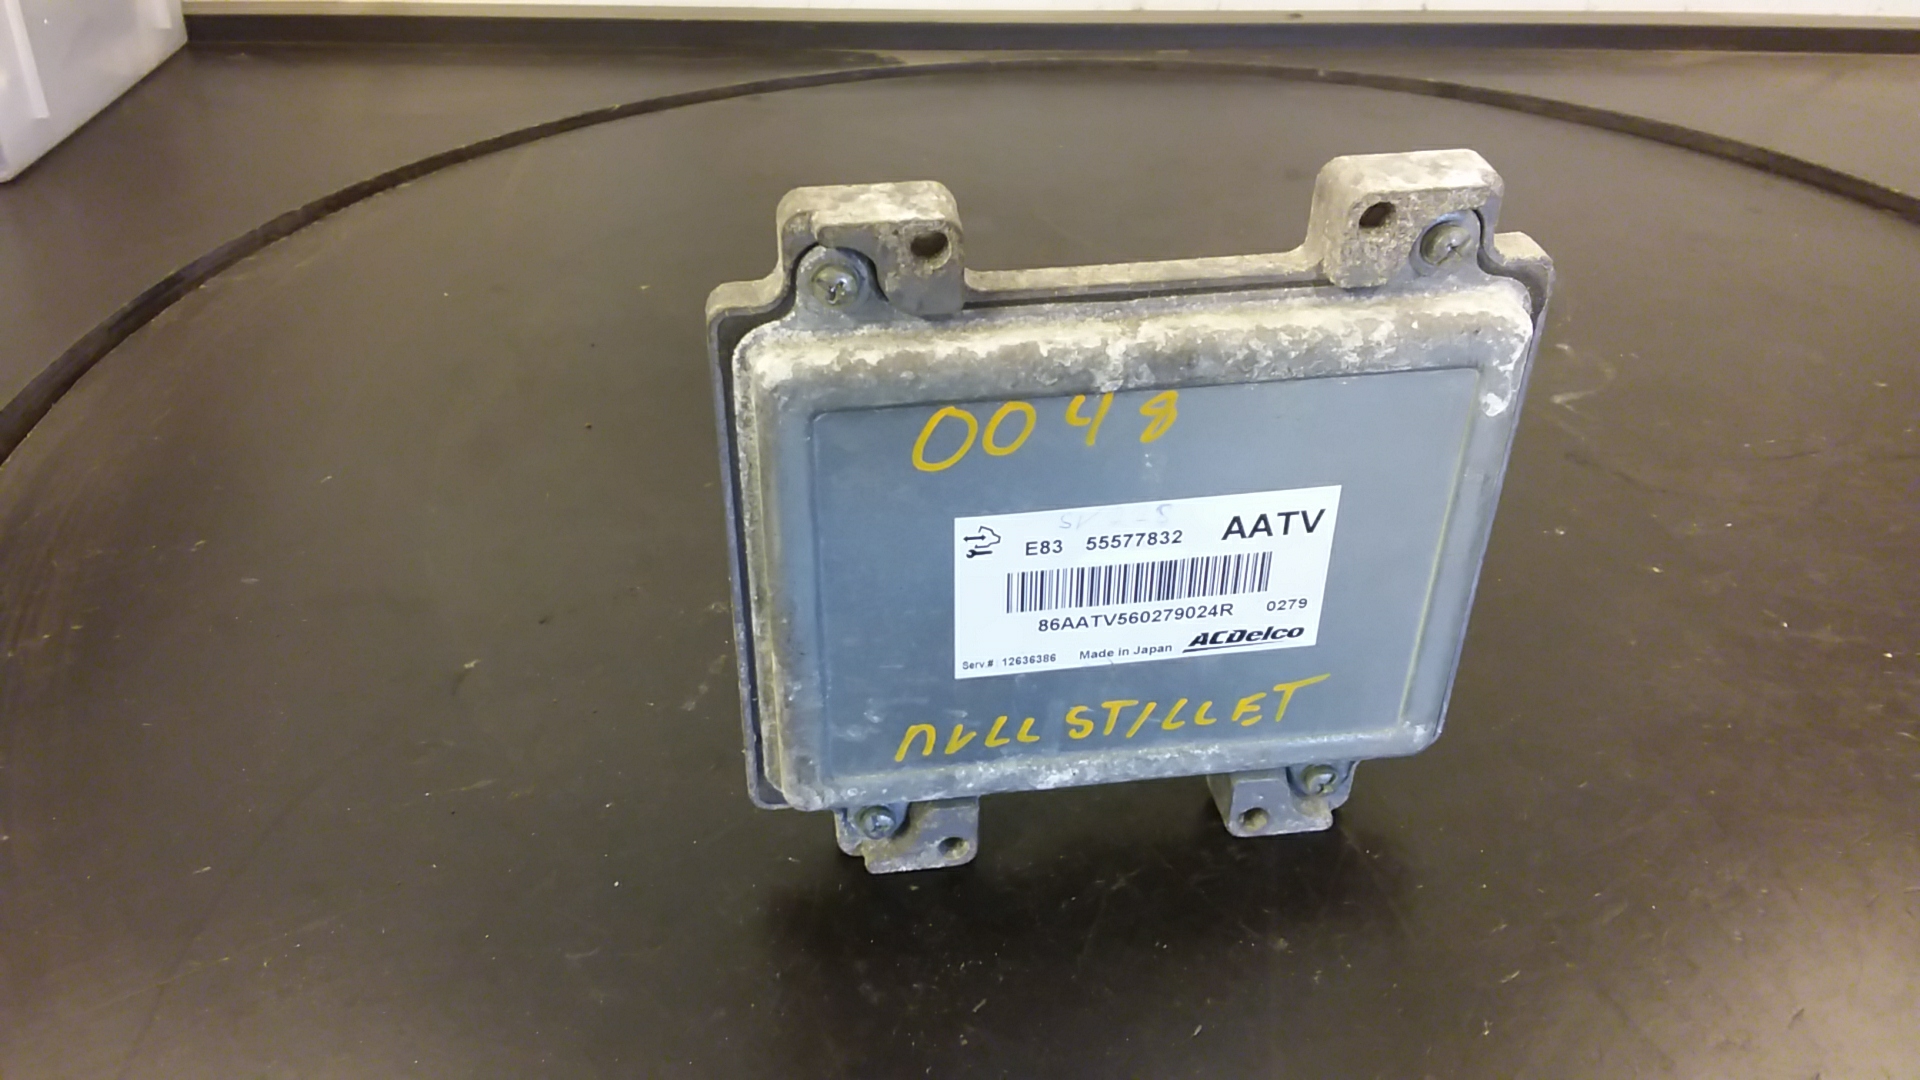 0048
E83 55577832 AATV
86AATV560279024R 0279
Serv.# 12636386 Made in Japan ACDelco
NULLSTILLET